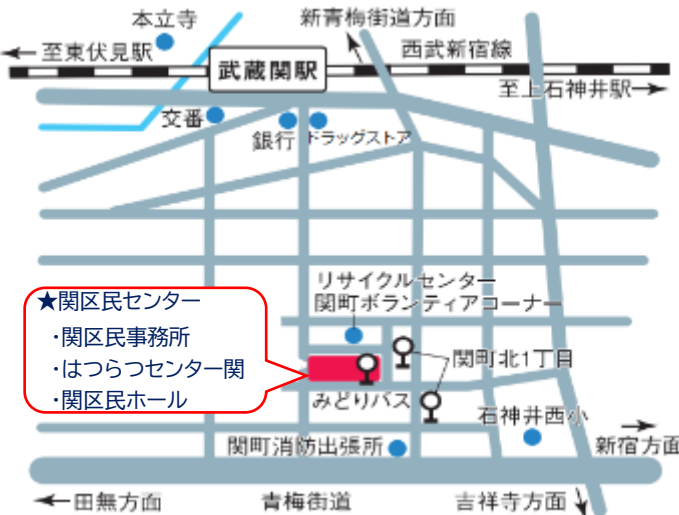 本立寺
新青梅街道方面
←至東伏見駅
西武新宿線
武蔵関駅
至上石神井駅→
交番
銀行
ドラッグストア
リサイクルセンター
関町ボランティアコーナー
★関区民センター
・関区民事務所
・はつらつセンター関
・関区民ホール
関町北1丁目
みどりバス
石神井西小
関町消防出張所
新宿方面
←田無方面
青梅街道
吉祥寺方面